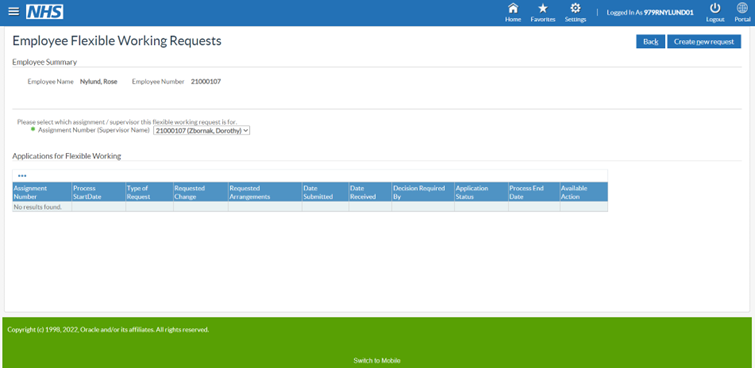 NHS
Home Favorites Settings | Logged In As 979RNYLUND01 Logout Portal
Employee Flexible Working Requests
Back Create new request
Employee Summary
Employee Name Nylund, Rose Employee Number 21000107
Please select which assignment / supervisor this flexible working request is for.
Assignment Number (Supervisor Name) 21000107 (Zbornak, Dorothy)
Applications for Flexible Working
Assignment Number Process StartDate Type of Request Requested Change Requested Arrangements Date Submitted Date Received Decision Required By Application Status Process End Date Available Action
No results found.
Copyright (c) 1998, 2022, Oracle and/or its affiliates. All rights reserved.
Switch to Mobile